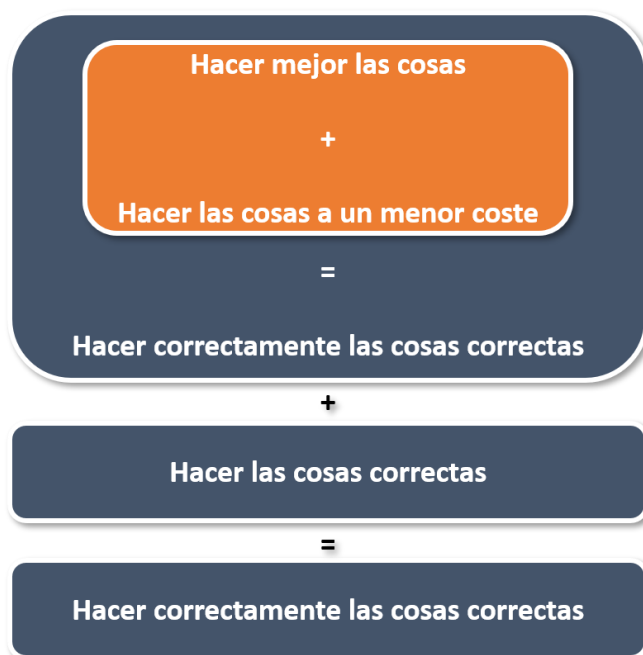 Hacer mejor las cosas
+
Hacer las cosas a un menor coste
=
Hacer correctamente las cosas correctas
+
Hacer las cosas correctas
=
Hacer correctamente las cosas correctas